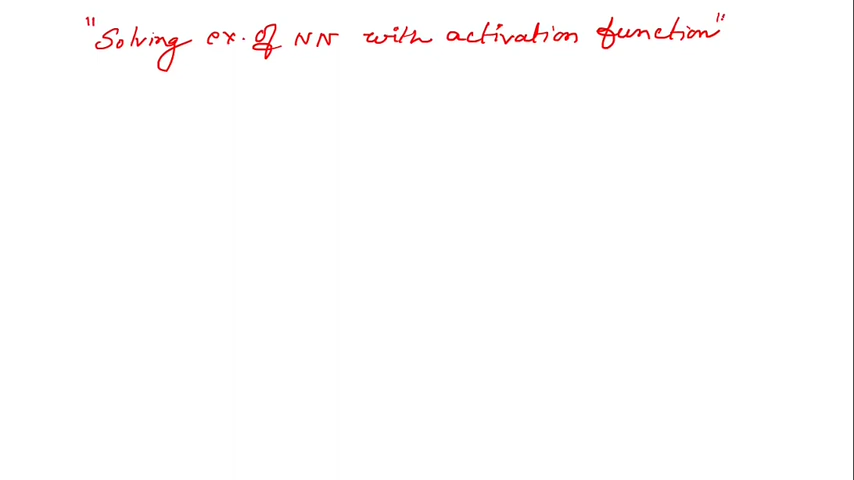 "Solving ex. of NN with activation function"